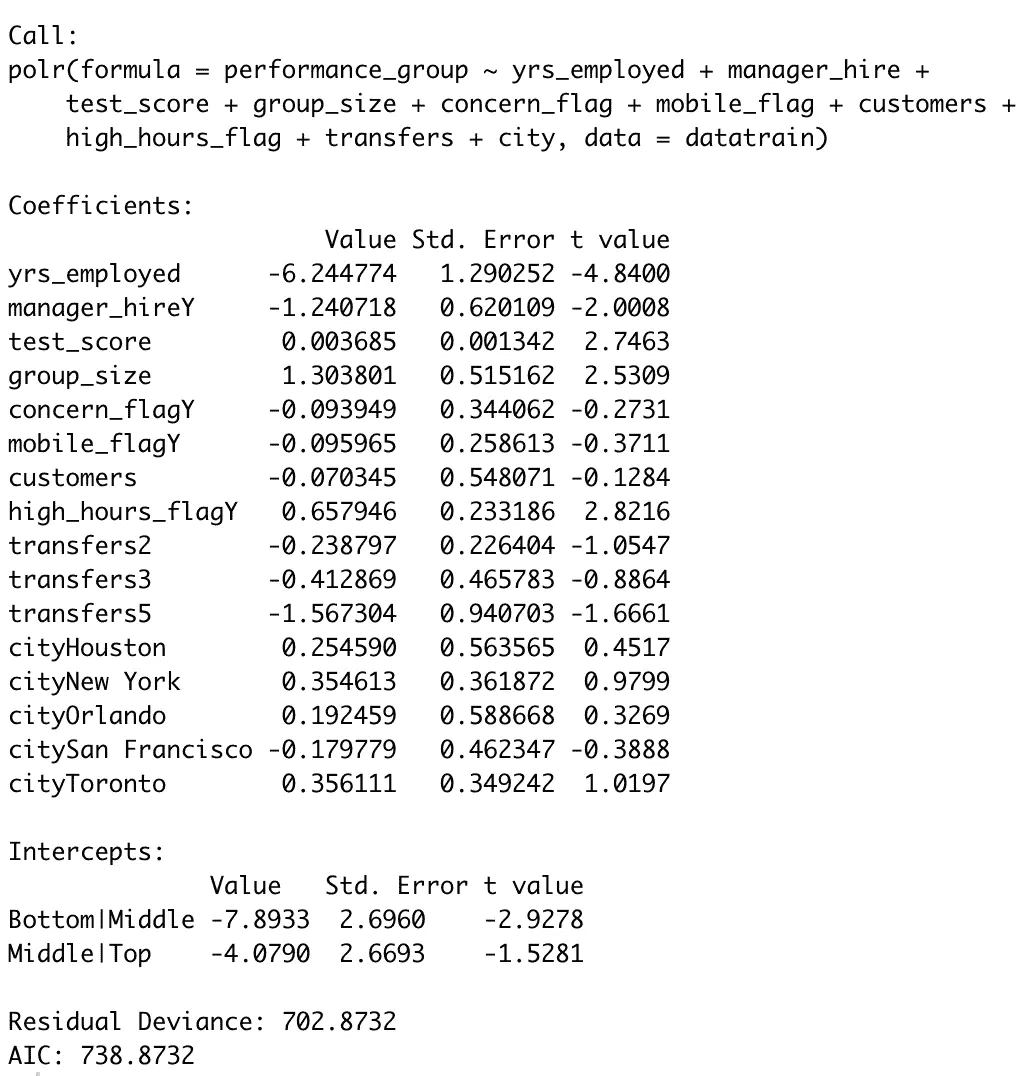 Call:
polr(formula = performance_group ~ yrs_employed + manager_hire +
    test_score + group_size + concern_flag + mobile_flag + customers +
    high_hours_flag + transfers + city, data = datatrain)

Coefficients:
                      Value Std. Error t value
yrs_employed      -6.244774   1.290252 -4.8400
manager_hireY     -1.240718   0.620109 -2.0008
test_score         0.003685   0.001342  2.7463
group_size         1.303801   0.515162  2.5309
concern_flagY     -0.093949   0.344062 -0.2731
mobile_flagY      -0.095965   0.258613 -0.3711
customers         -0.070345   0.548071 -0.1284
high_hours_flagY   0.657946   0.233186  2.8216
transfers2        -0.238797   0.226404 -1.0547
transfers3        -0.412869   0.465783 -0.8864
transfers5        -1.567304   0.940703 -1.6661
cityHouston        0.254590   0.563565  0.4517
cityNew York       0.354613   0.361872  0.9799
cityOrlando        0.192459   0.588668  0.3269
citySan Francisco -0.179779   0.462347 -0.3888
cityToronto        0.356111   0.349242  1.0197

Intercepts:
              Value   Std. Error t value
Bottom|Middle -7.8933  2.6960    -2.9278
Middle|Top    -4.0790  2.6693    -1.5281

Residual Deviance: 702.8732
AIC: 738.8732